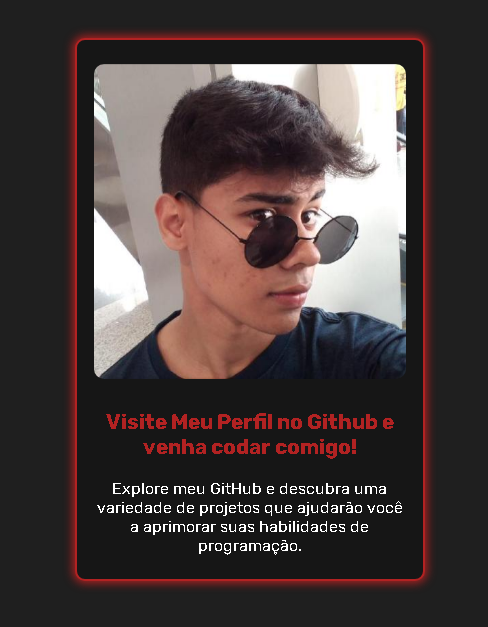 Visite Meu Perfil no Github e
venha codar comigo!
Explore meu GitHub e descubra uma
variedade de projetos que ajudarão você
a aprimorar suas habilidades de
programação.